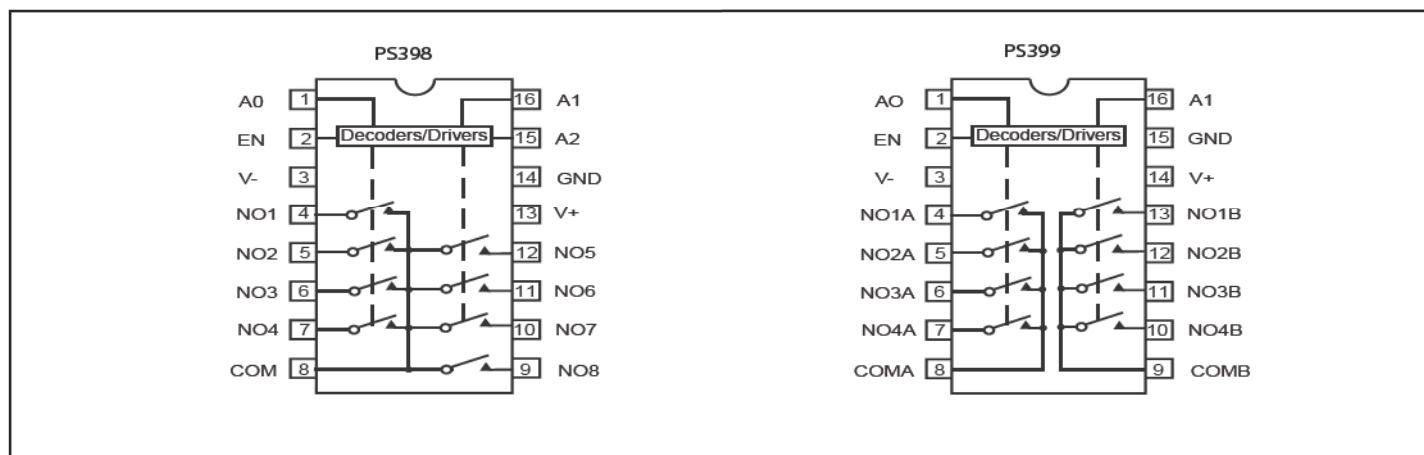 PS398
A0 1 16 A1
EN 2 Decoders/Drivers 15 A2
V- 3 14 GND
NO1 4 13 V+
NO2 5 12 NO5
NO3 6 11 NO6
NO4 7 10 NO7
COM 8 9 NO8
PS399
AO 1 16 A1
EN 2 Decoders/Drivers 15 GND
V- 3 14 V+
NO1A 4 13 NO1B
NO2A 5 12 NO2B
NO3A 6 11 NO3B
NO4A 7 10 NO4B
COMA 8 9 COMB